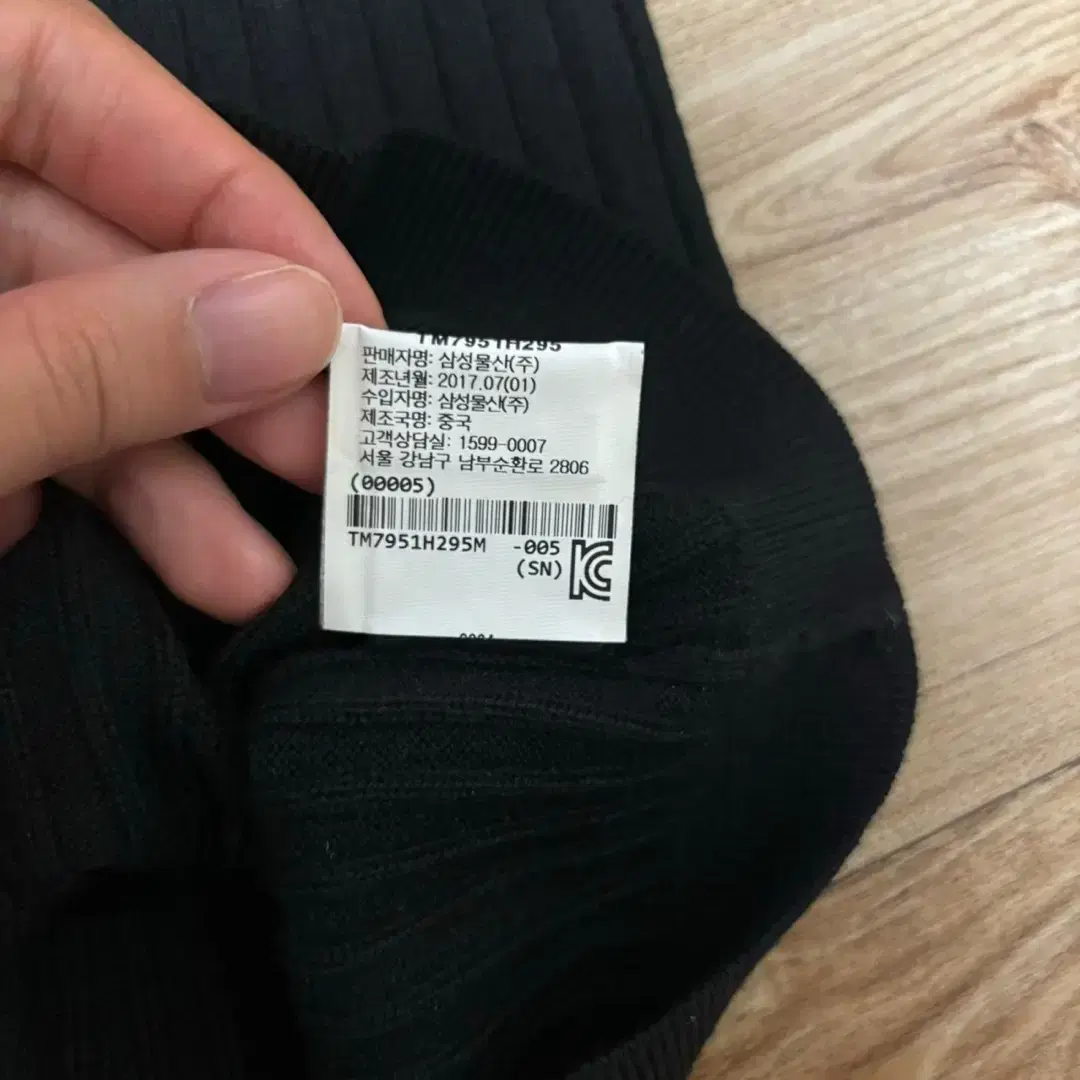 TM7951H295
판매자명: 삼성물산(주)
제조년월: 2017.07(01)
수입자명: 삼성물산(주)
제조국명: 중국
고객상담실: 1599-0007
서울 강남구 남부순환로 2806
(00005)
TM7951H295M -005
(SN)